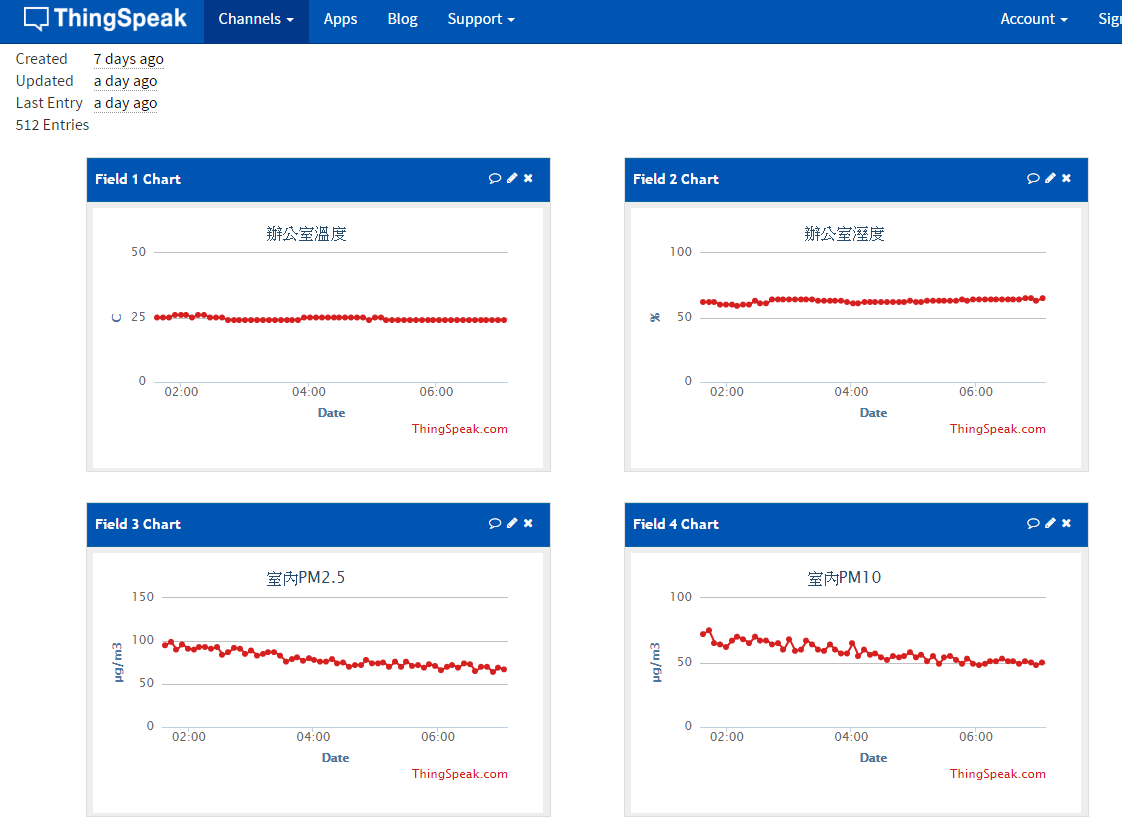 ThingSpeak Channels Apps Blog Support Account Sig
Created 7 days ago
Updated a day ago
Last Entry a day ago
512 Entries
Field 1 Chart
辦公室溫度
50
25
0
C
02:00 04:00 06:00
Date
ThingSpeak.com
Field 2 Chart
辦公室溼度
100
50
0
%
02:00 04:00 06:00
Date
ThingSpeak.com
Field 3 Chart
室內PM2.5
150
100
50
0
µg/m3
02:00 04:00 06:00
Date
ThingSpeak.com
Field 4 Chart
室內PM10
100
50
0
µg/m3
02:00 04:00 06:00
Date
ThingSpeak.com